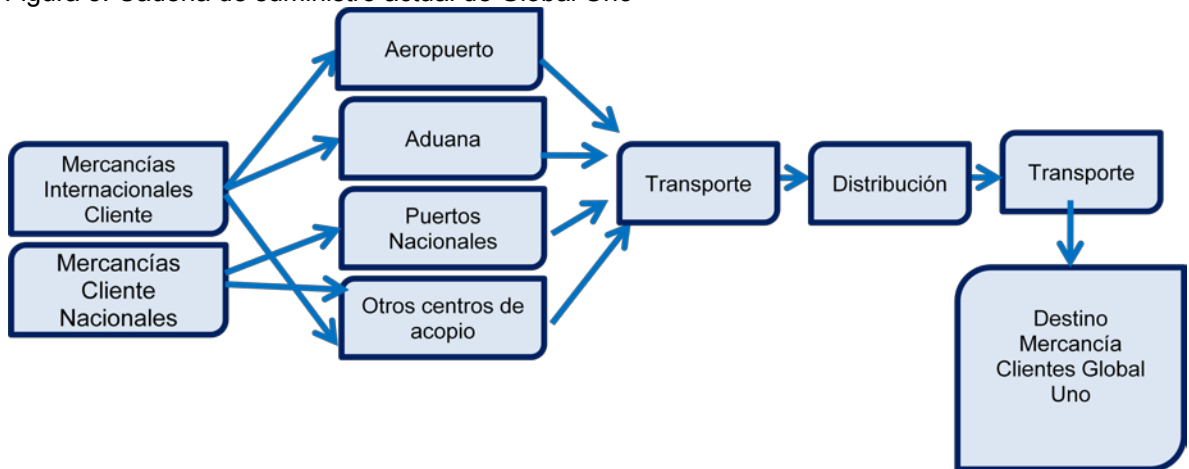 Aeropuerto
Aduana
Mercancías
Internacionales
Cliente
Mercancías
Cliente
Nacionales
Puertos
Nacionales
Otros centros de
acopio
Transporte
Distribución
Transporte
Destino
Mercancía
Clientes Global
Uno